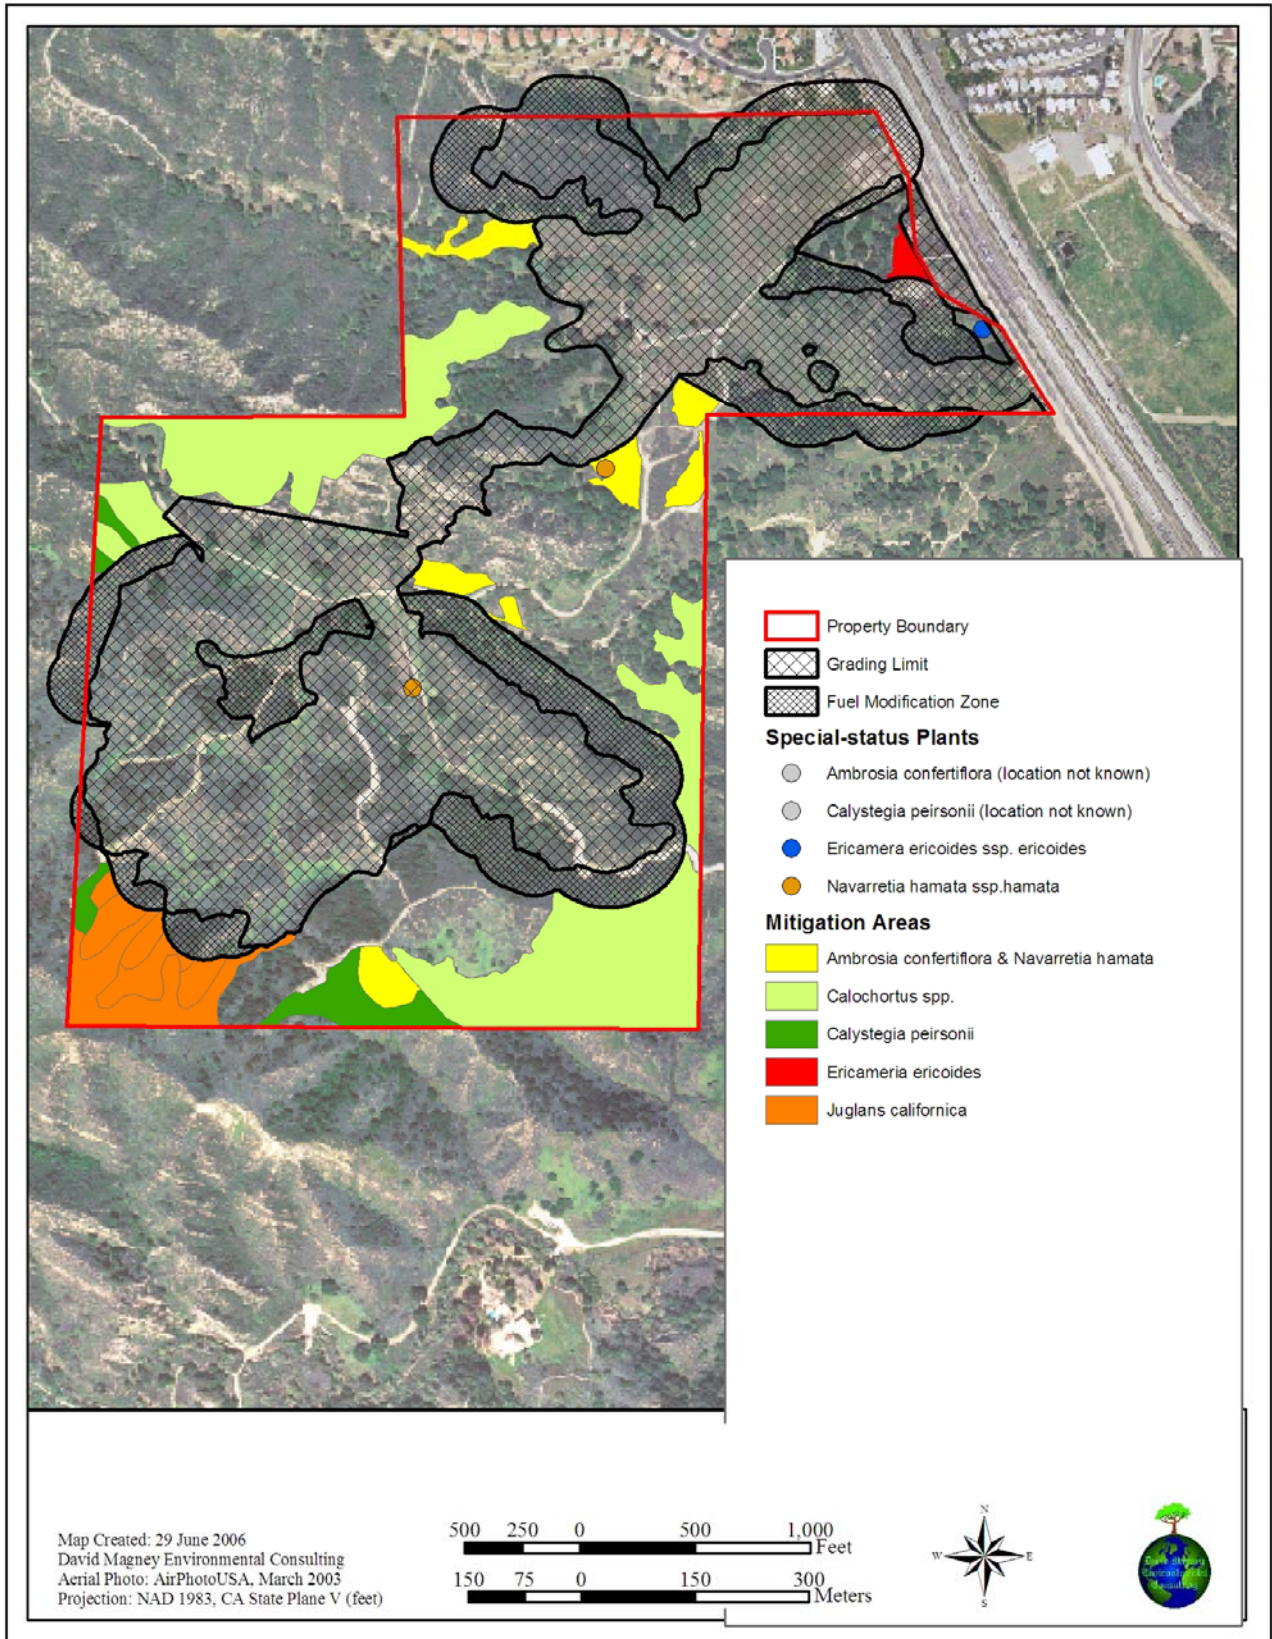 Property Boundary
Grading Limit
Fuel Modification Zone
Special-status Plants
Ambrosia confertiflora (location not known)
Calystegia peirsonii (location not known)
Ericamera ericoides ssp. ericoides
Navarretia hamata ssp.hamata
Mitigation Areas
Ambrosia confertiflora & Navarretia hamata
Calochortus spp.
Calystegia peirsonii
Ericameria ericoides
Juglans californica
Map Created: 29 June 2006
David Magney Environmental Consulting
Aerial Photo: AirPhotoUSA, March 2003
Projection: NAD 1983, CA State Plane V (feet)
500 250 0 500 1,000
Feet
150 75 0 150 300
Meters
N
W E
S
David Magney
Environmental
Consulting